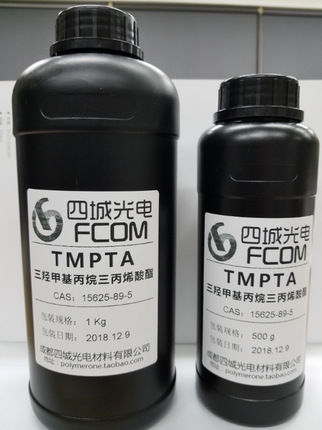 四城光电
FCOM
TMPTA
三羟甲基丙烷三丙烯酸酯
CAS: 15625-89-5
包装规格: 1 Kg
2018.12.9
成都四城光电材料有限公司
polymerone.taobao.com
四城光电
FCOM
TMPTA
三羟甲基丙烷三丙烯酸酯
CAS: 15625-89-5
包装规格: 500 g
包装日期: 2018.12.9
成都四城光电材料有限公司
polymerone.taobao.com